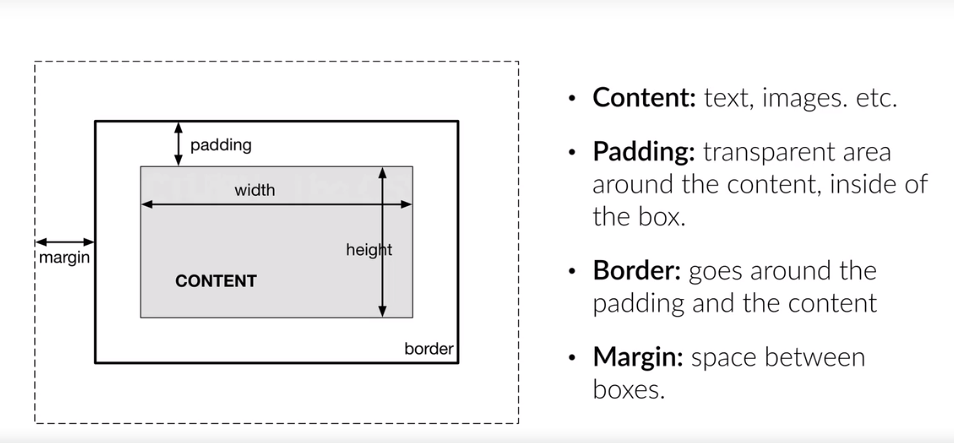 padding
width
height
margin
CONTENT
border
• Content: text, images. etc.
• Padding: transparent area
around the content, inside of
the box.
• Border: goes around the
padding and the content
• Margin: space between
boxes.